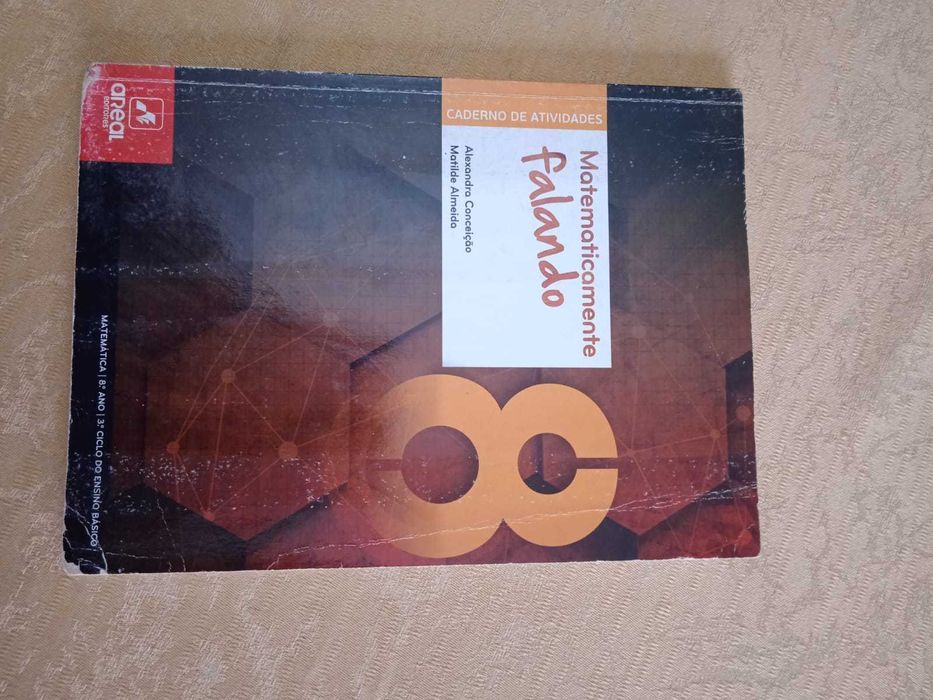 CADERNO DE ATIVIDADES
Matematicamente
falando
Alexandra Conceição
Matilde Almeida
8
areal
editores
MATEMÁTICA | 8.º ANO | 3.º CICLO DO ENSINO BÁSICO